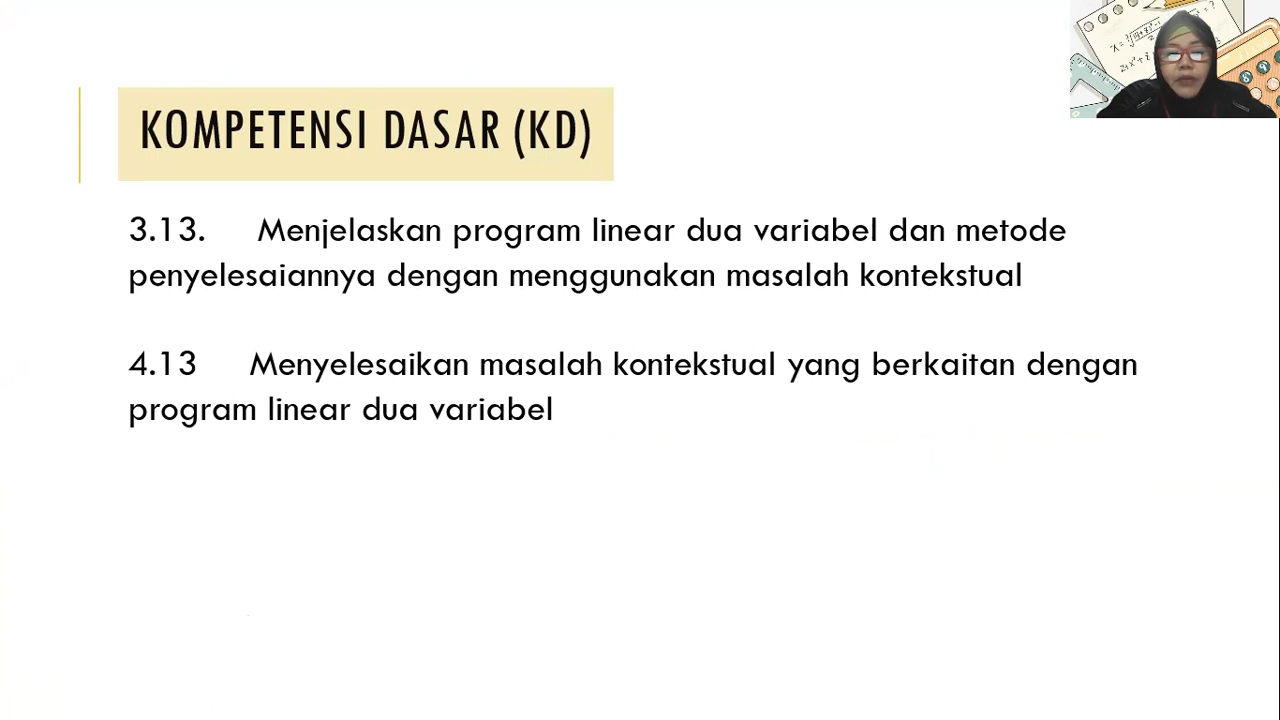 KOMPETENSI DASAR (KD)
3.13. Menjelaskan program linear dua variabel dan metode
penyelesaiannya dengan menggunakan masalah kontekstual
4.13 Menyelesaikan masalah kontekstual yang berkaitan dengan
program linear dua variabel